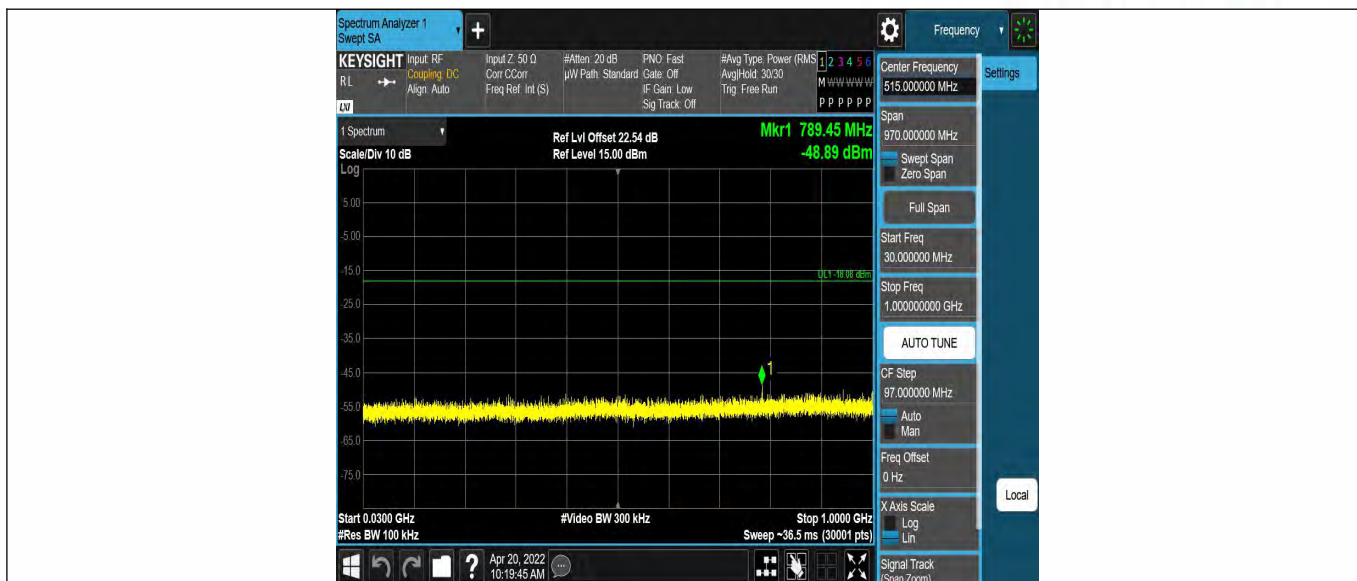 Spectrum Analyzer 1
Swept SA
+
Frequency
KEYSIGHT
RL
LXI
Input: RF
Coupling: DC
Align: Auto
Input Z: 50 Ω
Corr CCorr
Freq Ref: Int (S)
#Atten: 20 dB
µW Path: Standard
PNO: Fast
Gate: Off
IF Gain: Low
Sig Track: Off
#Avg Type: Power (RMS
Avg|Hold: 30/30
Trig: Free Run
1 2 3 4 5 6
M W W W W W
P P P P P P
1 Spectrum
Scale/Div 10 dB
Ref Lvl Offset 22.54 dB
Ref Level 15.00 dBm
Mkr1 789.45 MHz
-48.89 dBm
Log
5.00
-5.00
-15.0
DL1 -18.08 dBm
-25.0
-35.0
-45.0
1
-55.0
-65.0
-75.0
Start 0.0300 GHz
#Video BW 300 kHz
Stop 1.0000 GHz
#Res BW 100 kHz
Sweep ~36.5 ms (30001 pts)
Apr 20, 2022
10:19:45 AM
?
Center Frequency
515.000000 MHz
Settings
Span
970.000000 MHz
Swept Span
Zero Span
Full Span
Start Freq
30.000000 MHz
Stop Freq
1.000000000 GHz
AUTO TUNE
CF Step
97.000000 MHz
Auto
Man
Freq Offset
0 Hz
Local
X Axis Scale
Log
Lin
Signal Track
(Span Zoom)